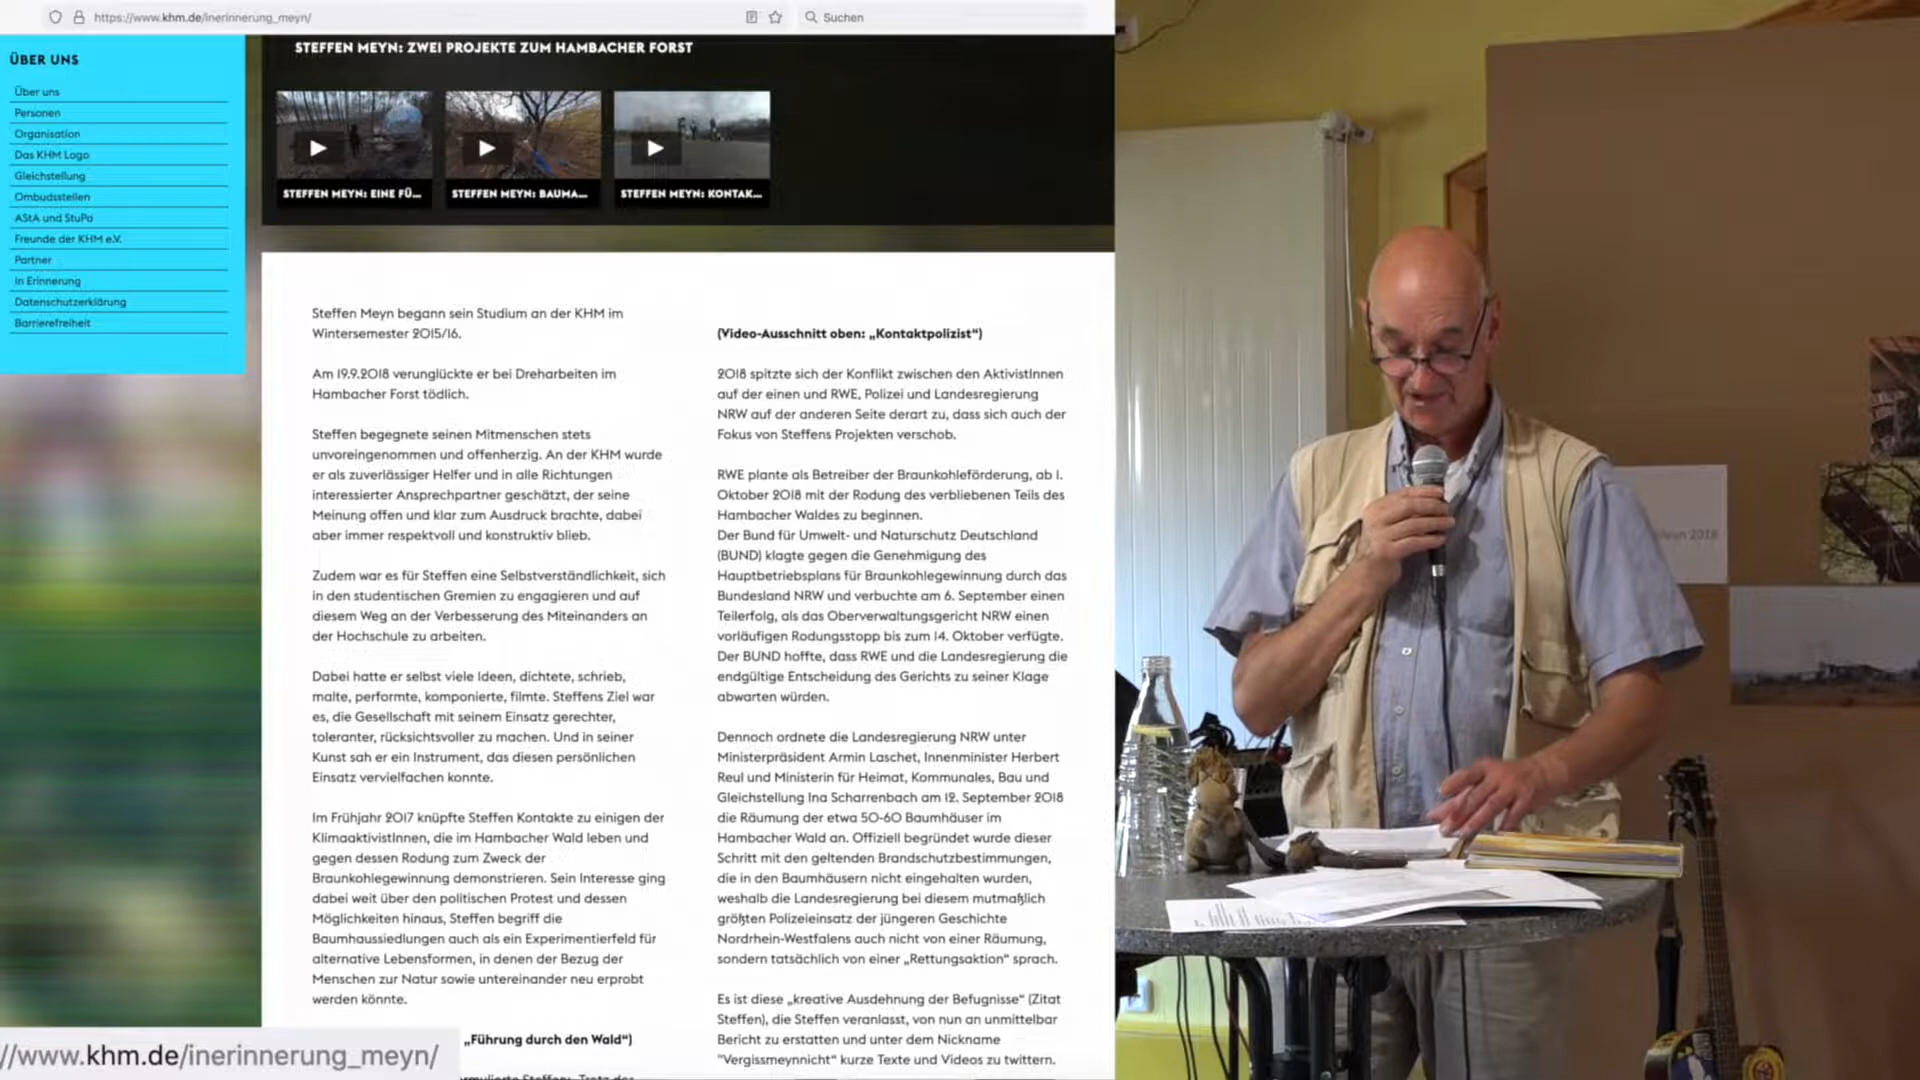 https://www.khm.de/inerinnerung_meyn/
Suchen
ÜBER UNS
Über uns
Personen
Organisation
Das KHM Logo
Gleichstellung
Ombudsstellen
AStA und StuPa
Freunde der KHM e.V.
Partner
In Erinnerung
Datenschutzerklärung
Barrierefreiheit
STEFFEN MEYN: ZWEI PROJEKTE ZUM HAMBACHER FORST
STEFFEN MEYN: EINE FÜ...
STEFFEN MEYN: BAUMA...
STEFFEN MEYN: KONTAK...
Steffen Meyn begann sein Studium an der KHM im
Wintersemester 2015/16.
Am 19.9.2018 verunglückte er bei Dreharbeiten im
Hambacher Forst tödlich.
Steffen begegnete seinen Mitmenschen stets
unvoreingenommen und offenherzig. An der KHM wurde
er als zuverlässiger Helfer und in alle Richtungen
interessierter Ansprechpartner geschätzt, der seine
Meinung offen und klar zum Ausdruck brachte, dabei
aber immer respektvoll und konstruktiv blieb.
Zudem war es für Steffen eine Selbstverständlichkeit, sich
in den studentischen Gremien zu engagieren und auf
diesem Weg an der Verbesserung des Miteinanders an
der Hochschule zu arbeiten.
Dabei hatte er selbst viele Ideen, dichtete, schrieb,
malte, performte, komponierte, filmte. Steffens Ziel war
es, die Gesellschaft mit seinem Einsatz gerechter,
toleranter, rücksichtsvoller zu machen. Und in seiner
Kunst sah er ein Instrument, das diesen persönlichen
Einsatz vervielfachen konnte.
Im Frühjahr 2017 knüpfte Steffen Kontakte zu einigen der
KlimaaktivistInnen, die im Hambacher Wald leben und
gegen dessen Rodung zum Zweck der
Braunkohlegewinnung demonstrieren. Sein Interesse ging
dabei weit über den politischen Protest und dessen
Möglichkeiten hinaus, Steffen begriff die
Baumhaussiedlungen auch als ein Experimentierfeld für
alternative Lebensformen, in denen der Bezug der
Menschen zur Natur sowie untereinander neu erprobt
werden könnte.
„Führung durch den Wald“)
(Video-Ausschnitt oben: „Kontaktpolizist“)
2018 spitzte sich der Konflikt zwischen den AktivistInnen
auf der einen und RWE, Polizei und Landesregierung
NRW auf der anderen Seite derart zu, dass sich auch der
Fokus von Steffens Projekten verschob.
RWE plante als Betreiber der Braunkohleförderung, ab 1.
Oktober 2018 mit der Rodung des verbliebenen Teils des
Hambacher Waldes zu beginnen.
Der Bund für Umwelt- und Naturschutz Deutschland
(BUND) klagte gegen die Genehmigung des
Hauptbetriebsplans für Braunkohlegewinnung durch das
Bundesland NRW und verbuchte am 6. September einen
Teilerfolg, als das Oberverwaltungsgericht NRW einen
vorläufigen Rodungsstopp bis zum 14. Oktober verfügte.
Der BUND hoffte, dass RWE und die Landesregierung die
endgültige Entscheidung des Gerichts zu seiner Klage
abwarten würden.
Dennoch ordnete die Landesregierung NRW unter
Ministerpräsident Armin Laschet, Innenminister Herbert
Reul und Ministerin für Heimat, Kommunales, Bau und
Gleichstellung Ina Scharrenbach am 12. September 2018
die Räumung der etwa 50-60 Baumhäuser im
Hambacher Wald an. Offiziell begründet wurde dieser
Schritt mit den geltenden Brandschutzbestimmungen,
die in den Baumhäusern nicht eingehalten wurden,
weshalb die Landesregierung bei diesem mutmaßlich
größten Polizeieinsatz der jüngeren Geschichte
Nordrhein-Westfalens auch nicht von einer Räumung,
sondern tatsächlich von einer „Rettungsaktion“ sprach.
Es ist diese „kreative Ausdehnung der Befugnisse“ (Zitat
Steffen), die Steffen veranlasst, von nun an unmittelbar
Bericht zu erstatten und unter dem Nickname
"Vergissmeynnicht" kurze Texte und Videos zu twittern.
//www.khm.de/inerinnerung_meyn/
2018